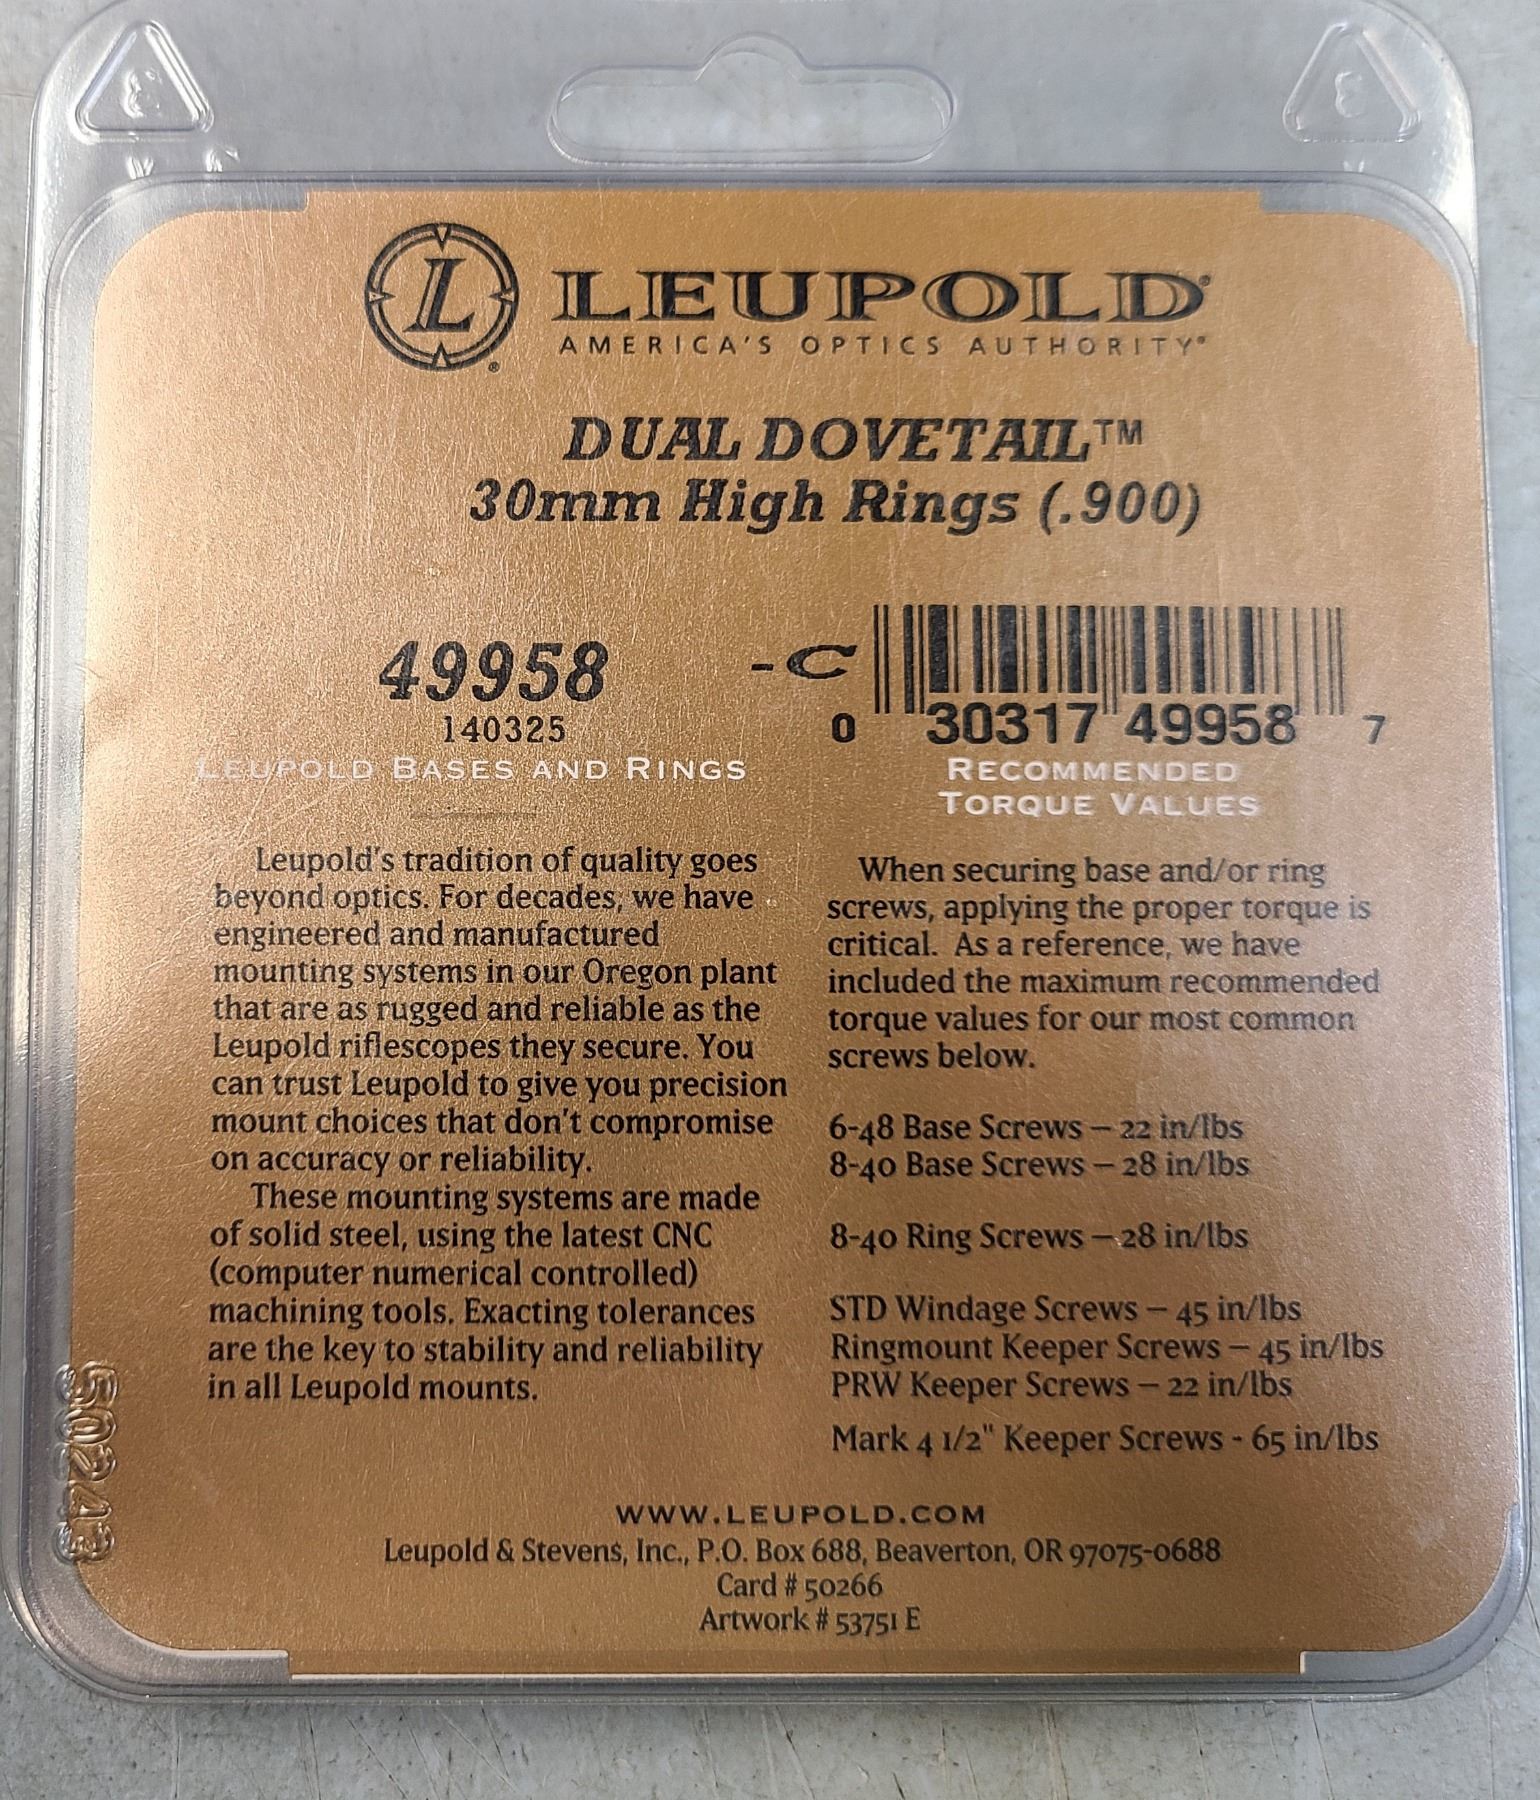 L
LEUPOLD®
AMERICA'S OPTICS AUTHORITY®
DUAL DOVETAIL™
30mm High Rings (.900)
49958
140325
-C
0 30317 49958 7
LEUPOLD BASES AND RINGS
Leupold's tradition of quality goes
beyond optics. For decades, we have
engineered and manufactured
mounting systems in our Oregon plant
that are as rugged and reliable as the
Leupold riflescopes they secure. You
can trust Leupold to give you precision
mount choices that don't compromise
on accuracy or reliability.
These mounting systems are made
of solid steel, using the latest CNC
(computer numerical controlled)
machining tools. Exacting tolerances
are the key to stability and reliability
in all Leupold mounts.
RECOMMENDED
TORQUE VALUES
When securing base and/or ring
screws, applying the proper torque is
critical. As a reference, we have
included the maximum recommended
torque values for our most common
screws below.
6-48 Base Screws – 22 in/lbs
8-40 Base Screws – 28 in/lbs
8-40 Ring Screws – 28 in/lbs
STD Windage Screws – 45 in/lbs
Ringmount Keeper Screws – 45 in/lbs
PRW Keeper Screws – 22 in/lbs
Mark 4 1/2" Keeper Screws - 65 in/lbs
WWW.LEUPOLD.COM
Leupold & Stevens, Inc., P.O. Box 688, Beaverton, OR 97075-0688
Card # 50266
Artwork # 53751 E
50243
3
3